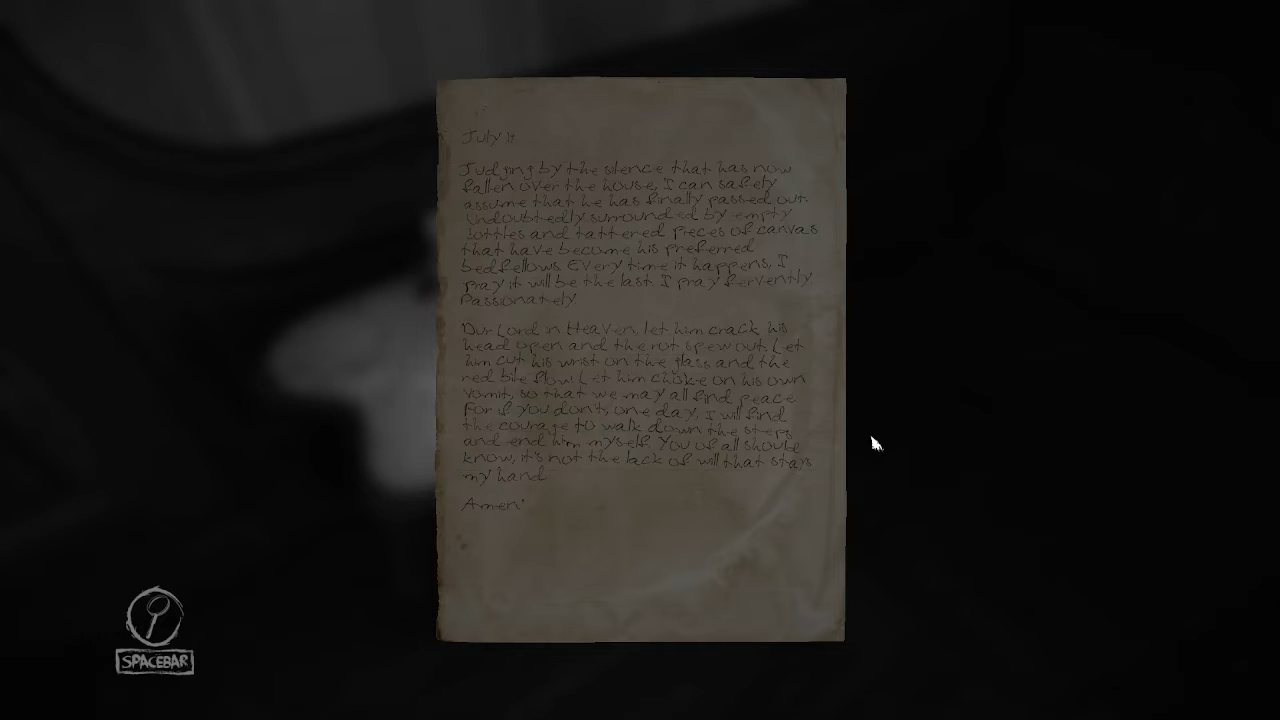 July
Judging by the silence that has now
fallen over the house, I can safely
assume that he has finally passed out.
Undoubtedly surrounded by empty
bottles and tattered pieces of canvas
that have become his preferred
bedfellows. Every time it happens, I
pray it will be the last. I pray fervently.
Passionately
Our Lord in Heaven, let him crack his
head open and the rot spew out. Let
him cut his wrist on the glass and the
red bile flow. Let him choke on his own
vomit, so that we may all find peace
For if you don't, one day, I will find
the courage to walk down the steps
and end him myself. You of all should
know, it's not the lack of will that stays
my hand
Amen
SPACEBAR